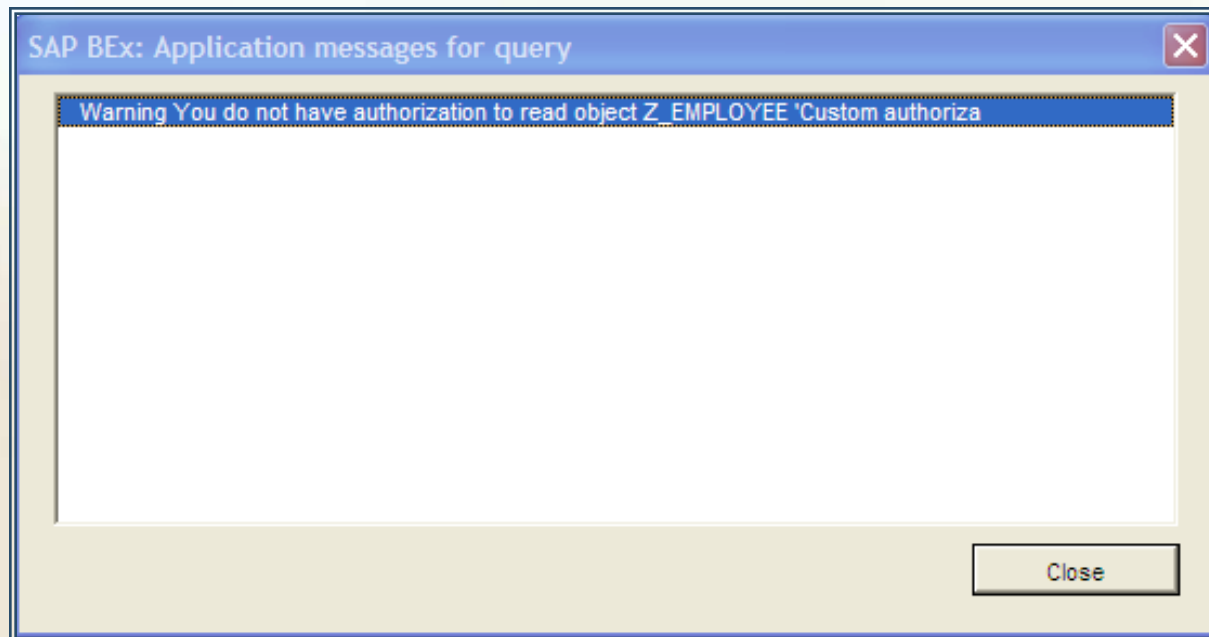 SAP BEx: Application messages for query
Warning You do not have authorization to read object Z_EMPLOYEE 'Custom authoriza
Close